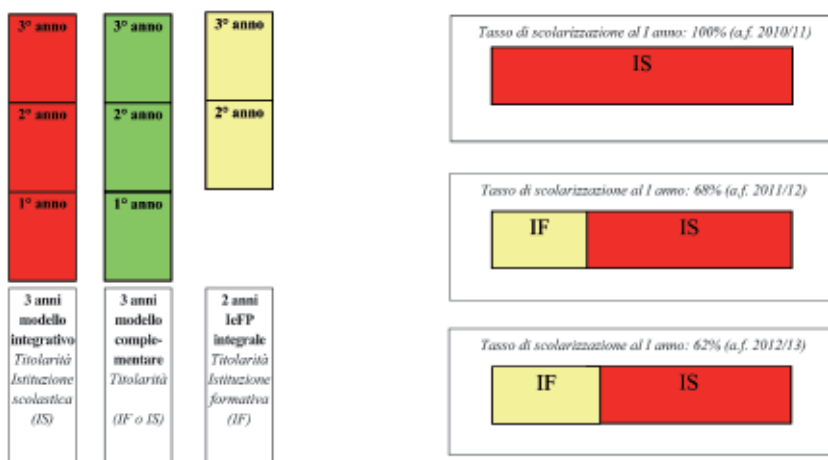 3° anno
2° anno
1° anno
3 anni
modello
integrativo
Titolarità
Istituzione
scolastica
(IS)
3° anno
2° anno
1° anno
3 anni
modello
comple-
mentare
Titolarità
(IF o IS)
3° anno
2° anno
2 anni
IeFP
integrale
Titolarità
Istituzione
formativa
(IF)
Tasso di scolarizzazione al I anno: 100% (a.f. 2010/11)
IS
Tasso di scolarizzazione al I anno: 68% (a.f. 2011/12)
IF IS
Tasso di scolarizzazione al I anno: 62% (a.f. 2012/13)
IF IS